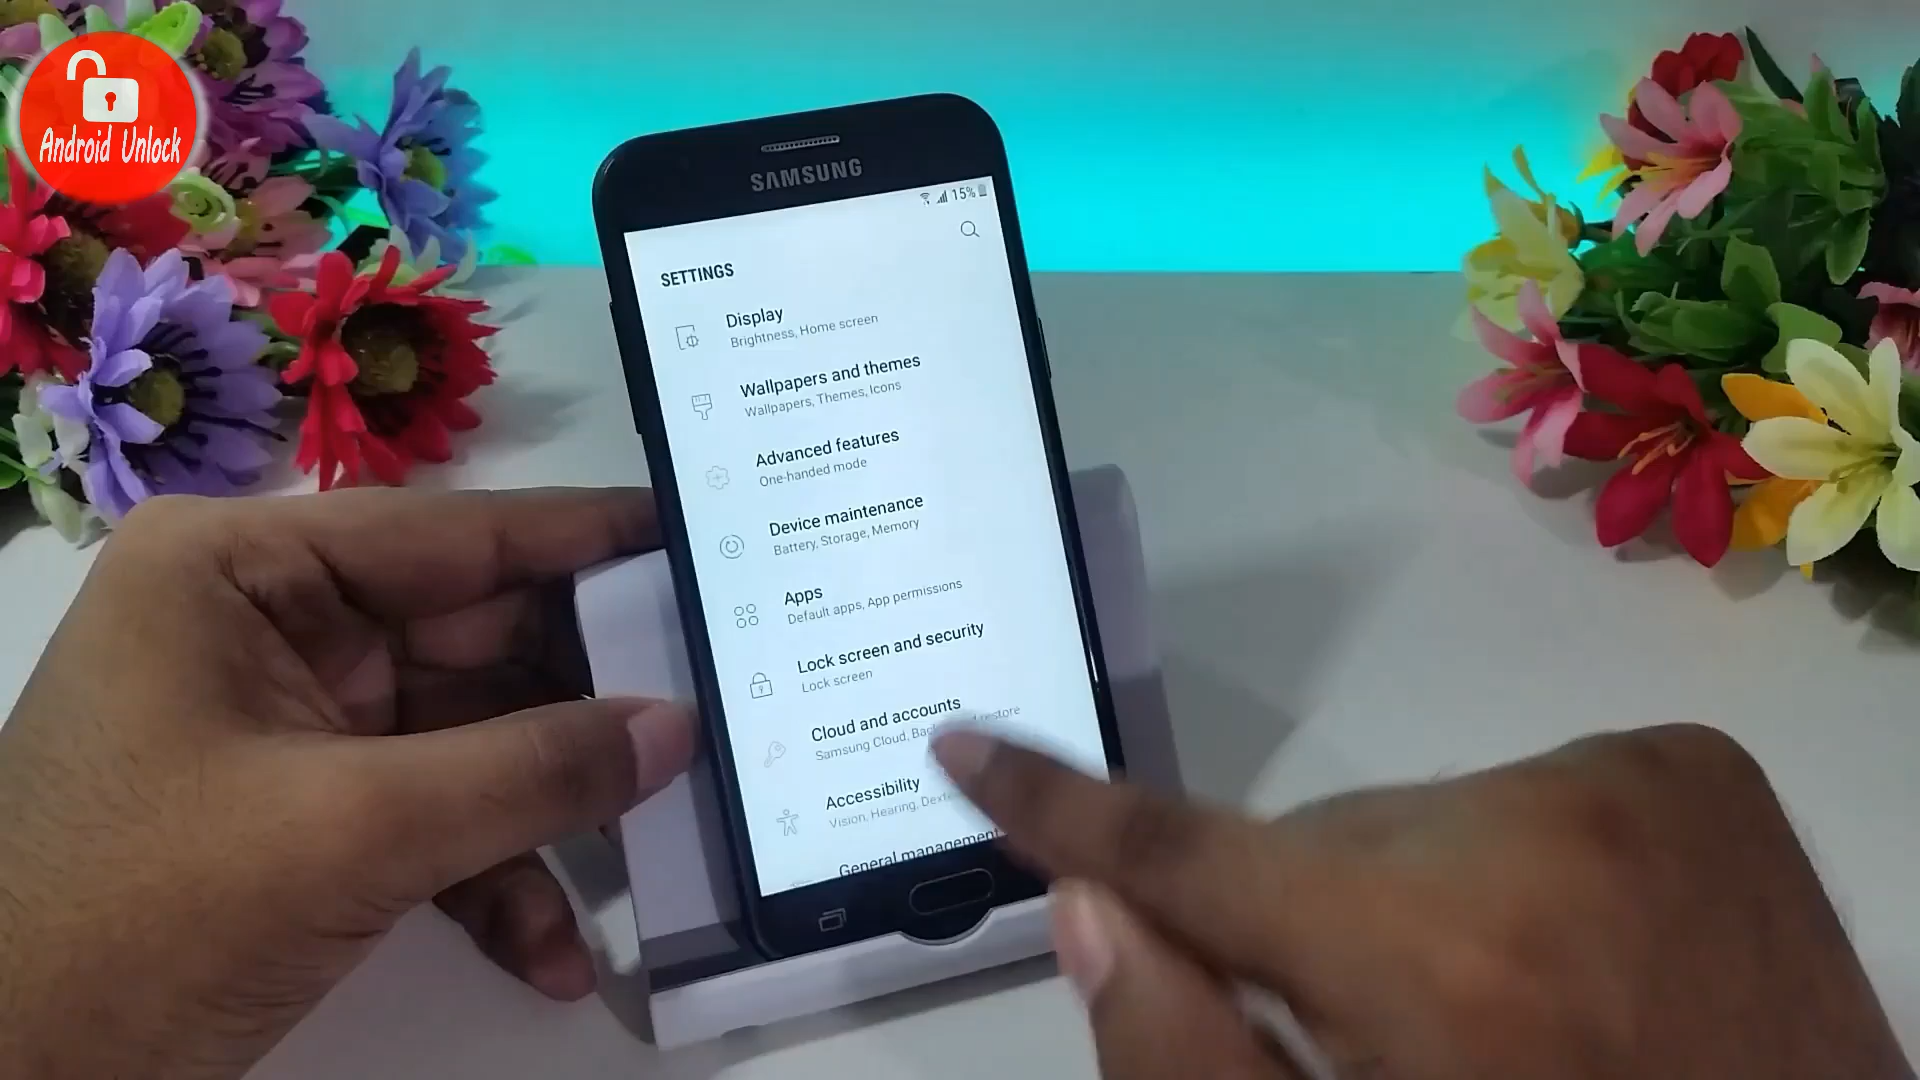 Android Unlock
SAMSUNG
15%
SETTINGS
Display
Brightness, Home screen
Wallpapers and themes
Wallpapers, Themes, Icons
Advanced features
One-handed mode
Device maintenance
Battery, Storage, Memory
Apps
Default apps, App permissions
Lock screen and security
Lock screen
Cloud and accounts
Samsung Cloud, restore
Accessibility
Vision, Hearing,
General management